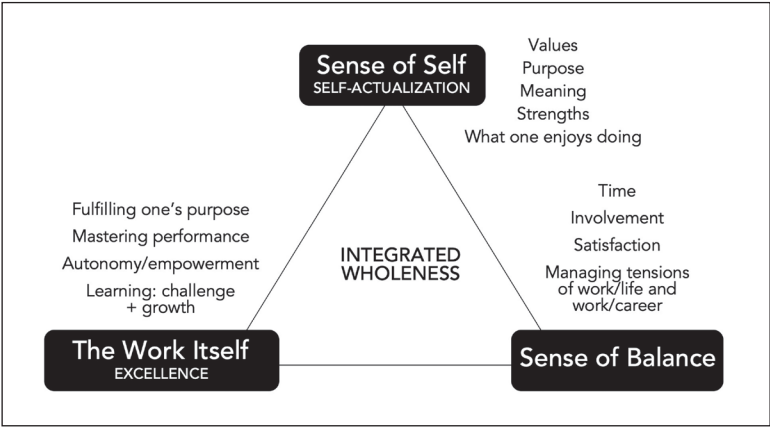 Sense of Self
SELF-ACTUALIZATION
Values
Purpose
Meaning
Strengths
What one enjoys doing
Fulfilling one's purpose
Mastering performance
Autonomy/empowerment
Learning: challenge
+ growth
INTEGRATED
WHOLENESS
Time
Involvement
Satisfaction
Managing tensions
of work/life and
work/career
The Work Itself
EXCELLENCE
Sense of Balance